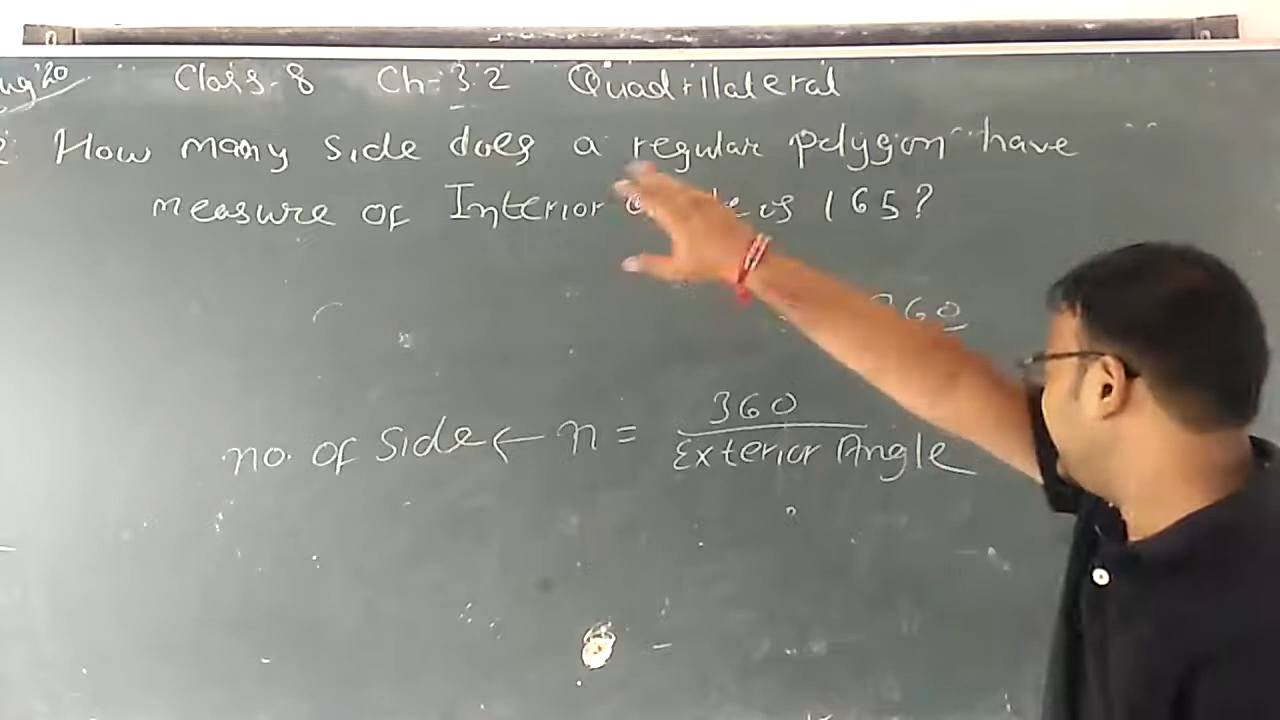 Class-8 Ch-3.2 Quadrilateral
How many side does a regular polygon have
measure of Interior is 165?
360
360
no. of side ← n = Exterior Angle